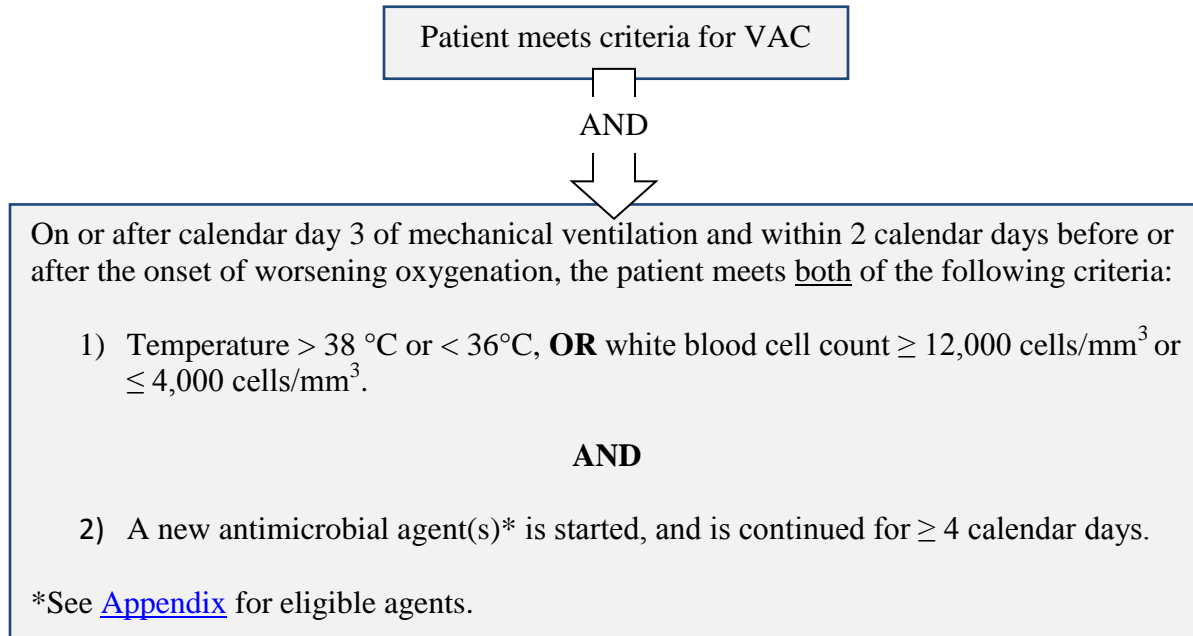 Patient meets criteria for VAC
AND
On or after calendar day 3 of mechanical ventilation and within 2 calendar days before or
after the onset of worsening oxygenation, the patient meets both of the following criteria:
1) Temperature > 38 °C or < 36°C, OR white blood cell count ≥ 12,000 cells/mm³ or
≤ 4,000 cells/mm³.
AND
2) A new antimicrobial agent(s)* is started, and is continued for ≥ 4 calendar days.
*See Appendix for eligible agents.